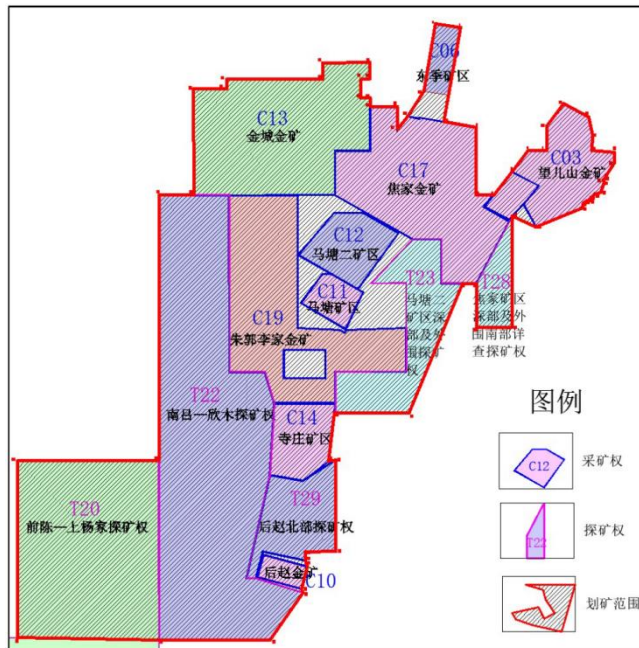 C06
东季矿区
C13
金城金矿
C17
焦家金矿
C03
望儿山金矿
C12
马塘二矿区
C11
马塘矿区
T23
马塘二
矿区深
部及外
围探矿
权
T28
焦家矿区
深部及外
围南部详
查探矿权
C19
朱郭李家金矿
T22
南吕一欣木探矿权
C14
寺庄矿区
T20
前陈一上杨家探矿权
T29
后赵北部探矿权
后赵金矿
C10
图例
C12
采矿权
T22
探矿权
划矿范围